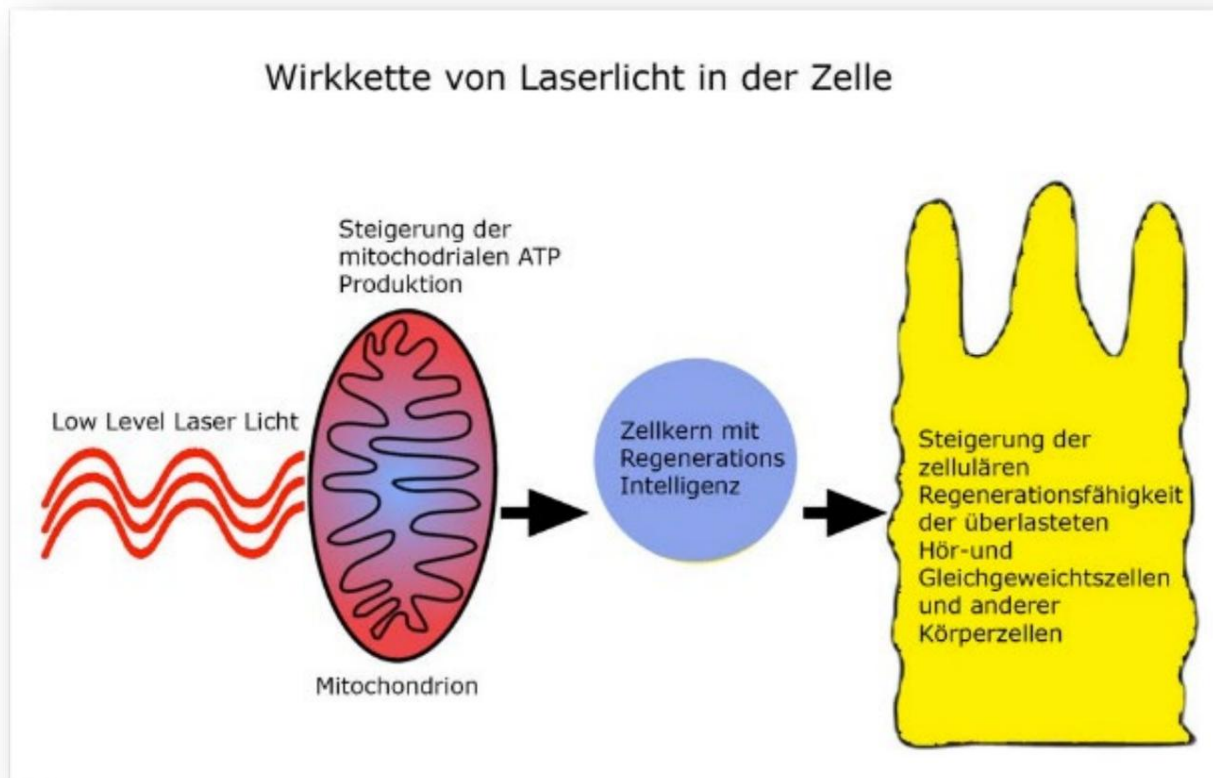 Wirkkette von Laserlicht in der Zelle
Steigerung der
mitochodrialen ATP
Produktion
Low Level Laser Licht
Mitochondrion
Zellkern mit
Regenerations
Intelligenz
Steigerung der
zellulären
Regenerationsfähigkeit
der überlasteten
Hör-und
Gleichgeweichtszellen
und anderer
Körperzellen